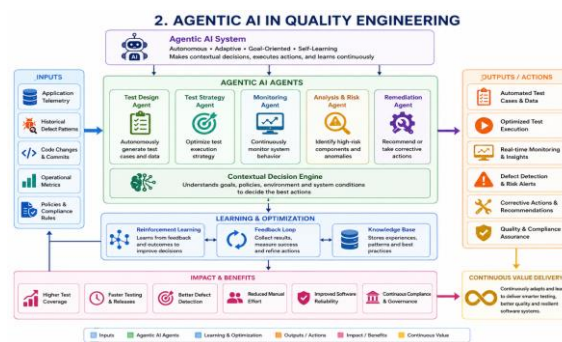 2. AGENTIC AI IN QUALITY ENGINEERING
Agentic AI System
Autonomous • Adaptive • Goal-Oriented • Self-Learning
Makes contextual decisions, executes actions, and learns continuously
AI
INPUTS
Application
Telemetry
Historical
Defect Patterns
Code Changes
& Commits
Operational
Metrics
Policies &
Compliance
Rules
AGENTIC AI AGENTS
Test Design
Agent
Autonomously
generate test
cases and data
Test Strategy
Agent
Optimize test
execution
strategy
Monitoring
Agent
Continuously
monitor system
behavior
Analysis & Risk
Agent
Identify high-risk
components and
anomalies
Remediation
Agent
Recommend or
take corrective
actions
Contextual Decision Engine
Understands goals, policies, environment and system conditions
to decide the best actions
OUTPUTS / ACTIONS
Automated Test
Cases & Data
Optimized Test
Execution
Real-time Monitoring
& Insights
Defect Detection
& Risk Alerts
Corrective Actions &
Recommendations
Quality & Compliance
Assurance
LEARNING & OPTIMIZATION
Reinforcement Learning
Learns from feedback
and outcomes to
improve decisions
Feedback Loop
Collect results,
measure success
and refine actions
Knowledge Base
Stores experiences,
patterns and best
practices
IMPACT & BENEFITS
Higher Test
Coverage
Faster Testing
& Releases
Better Defect
Detection
Reduced Manual
Effort
Improved Software
Reliability
Continuous Compliance
& Governance
CONTINUOUS VALUE DELIVERY
Continuously adapts and
to deliver smarter testing,
better quality and resilient
software systems.
Inputs
Agentic AI Agents
Learning & Optimization
Outputs / Actions
Impact / Benefits
Continuous Value